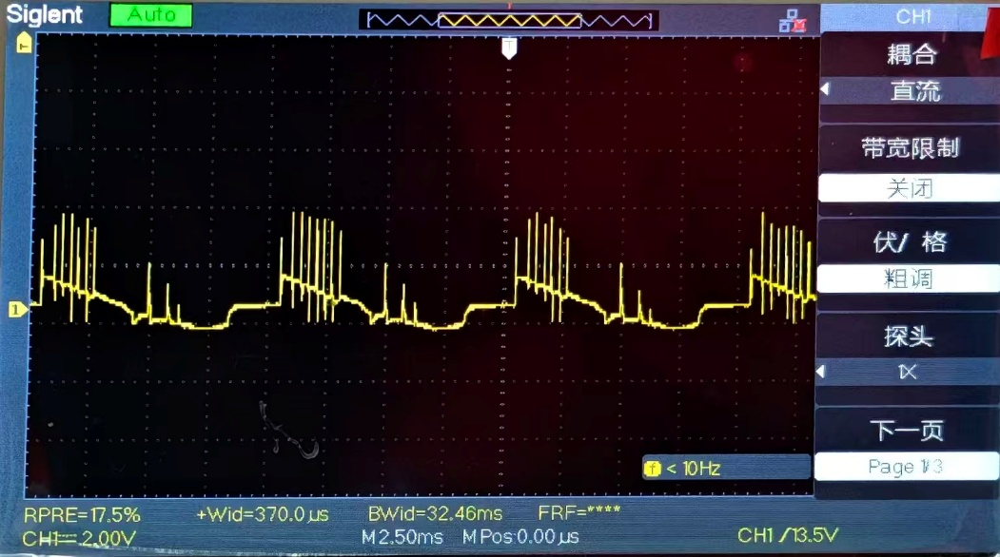 Siglent Auto CH1
T
T
耦合
直流
带宽限制
关闭
伏/ 格
粗调
1
探头
1X
下一页
f < 10Hz
Page 1/3
RPRE=17.5% +Wid=370.0μs BWid=32.46ms FRF=****
CH1 2.00V M 2.50ms M Pos:0.00μs CH1 /13.5V